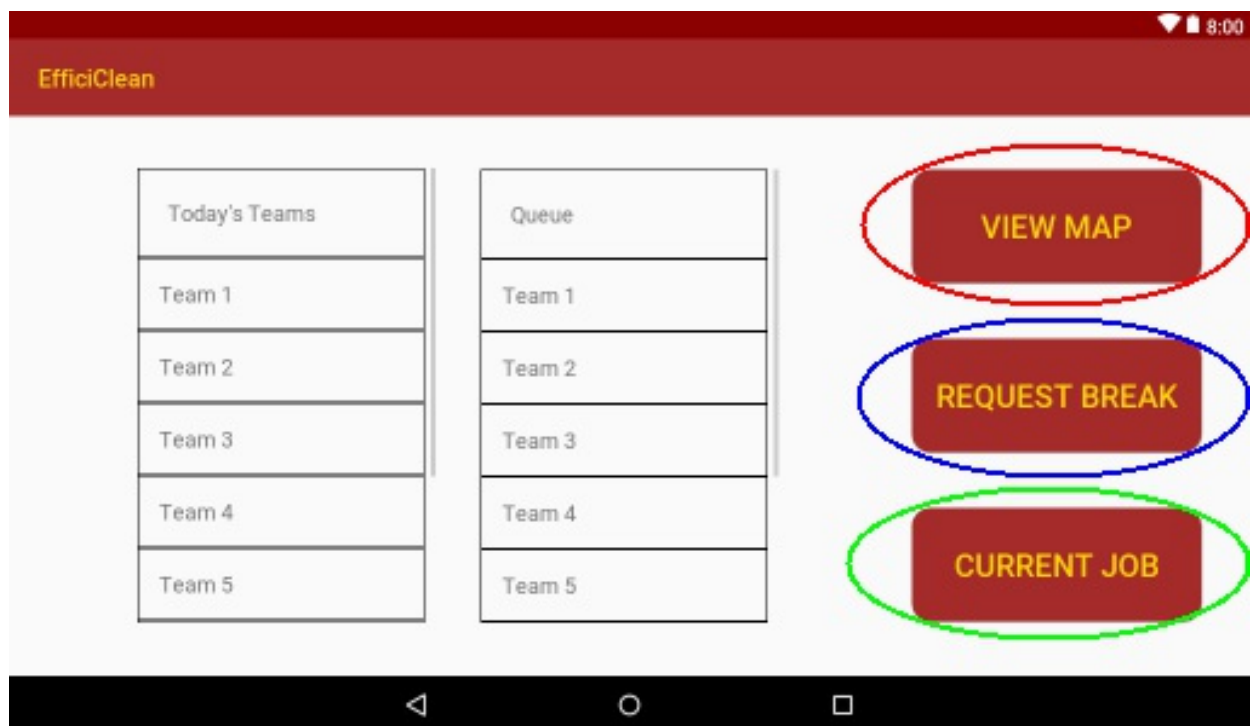 8:00
EfficiClean
Today's Teams
Team 1
Team 2
Team 3
Team 4
Team 5
Queue
Team 1
Team 2
Team 3
Team 4
Team 5
VIEW MAP
REQUEST BREAK
CURRENT JOB